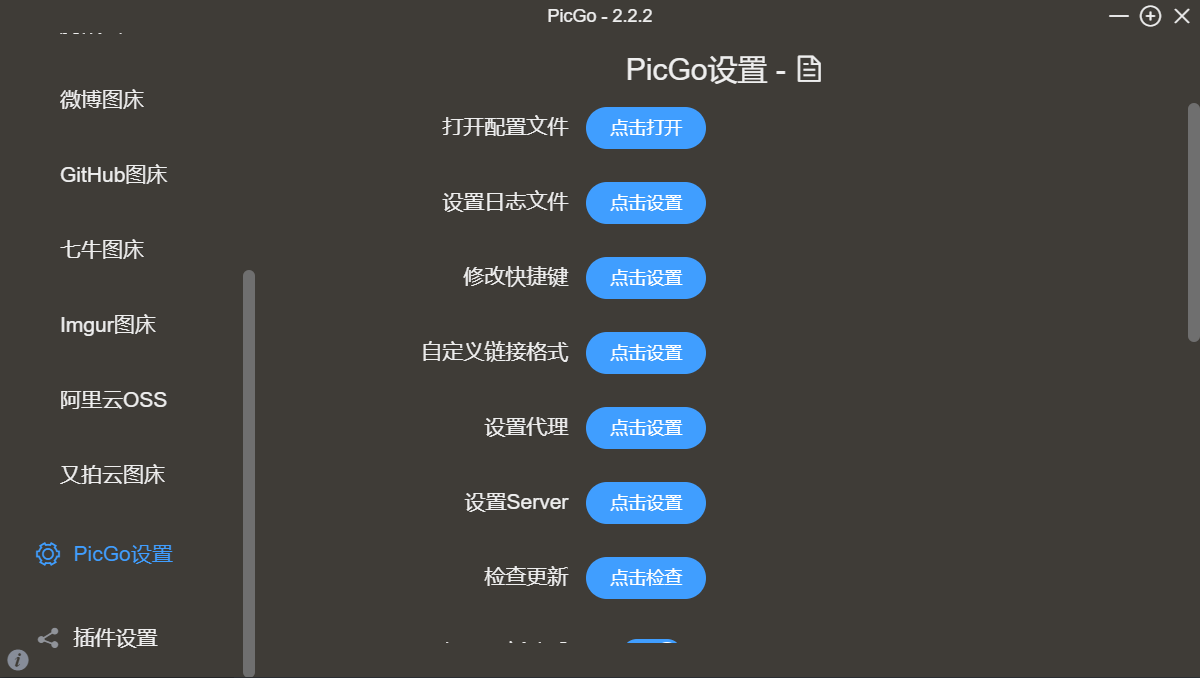 PicGo - 2.2.2
微博图床
GitHub图床
七牛图床
Imgur图床
阿里云OSS
又拍云图床
PicGo设置
插件设置
PicGo设置 -
打开配置文件 点击打开
设置日志文件 点击设置
修改快捷键 点击设置
自定义链接格式 点击设置
设置代理 点击设置
设置Server 点击设置
检查更新 点击检查